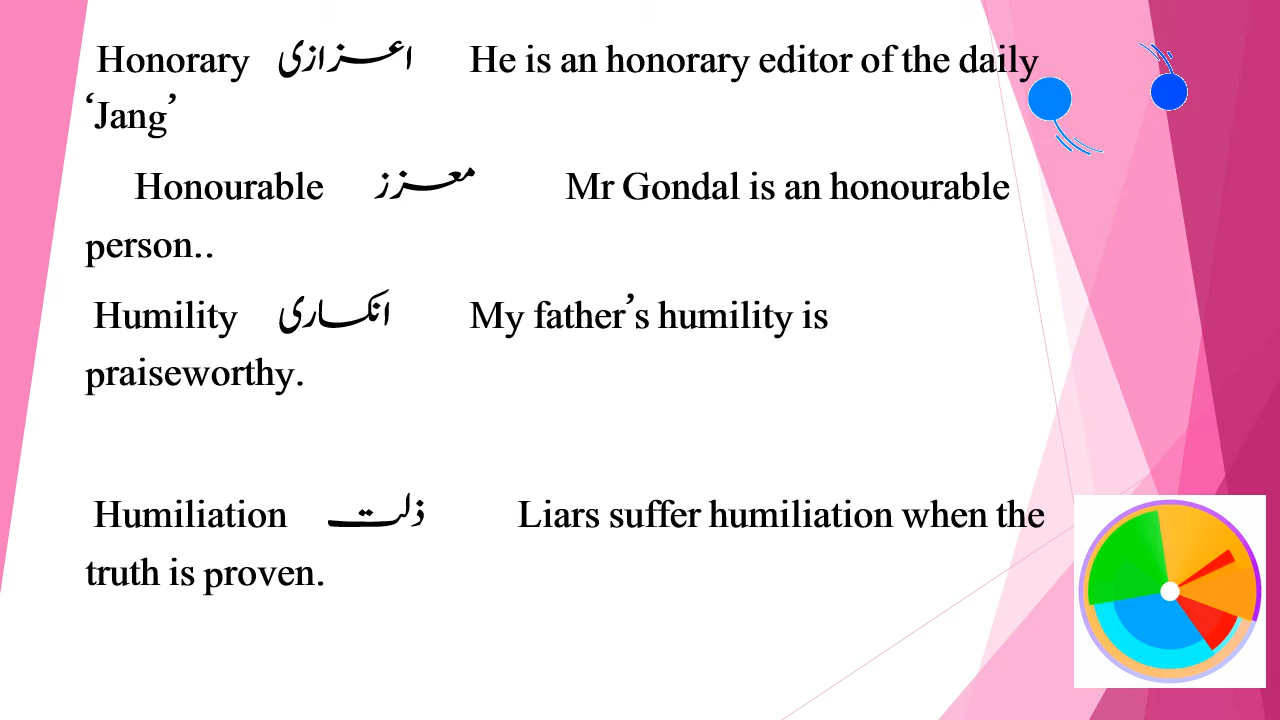 Honorary اعزازی He is an honorary editor of the daily
‘Jang’
Honourable معزز Mr Gondal is an honourable
person..
Humility انکساری My father’s humility is
praiseworthy.
Humiliation ذلت Liars suffer humiliation when the
truth is proven.